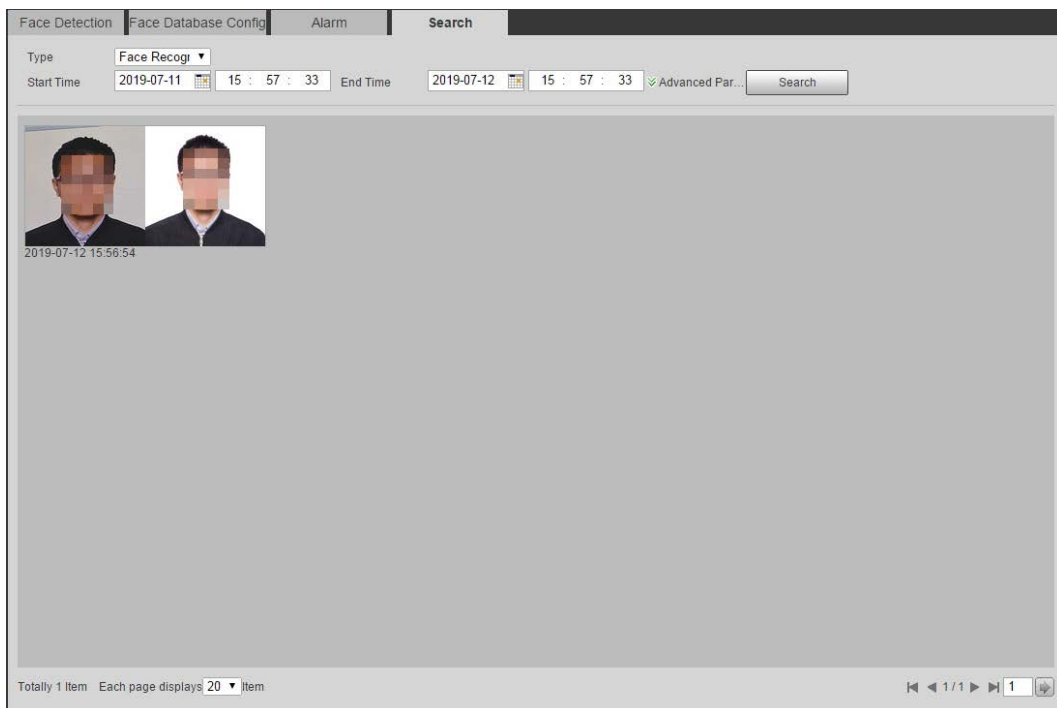 Face Detection Face Database Config Alarm Search
Type Face Recogr
Start Time 2019-07-11 15 : 57 : 33 End Time 2019-07-12 15 : 57 : 33 Advanced Par... Search
2019-07-12 15:56:54
Totally 1 Item Each page displays 20 Item 1 / 1 1